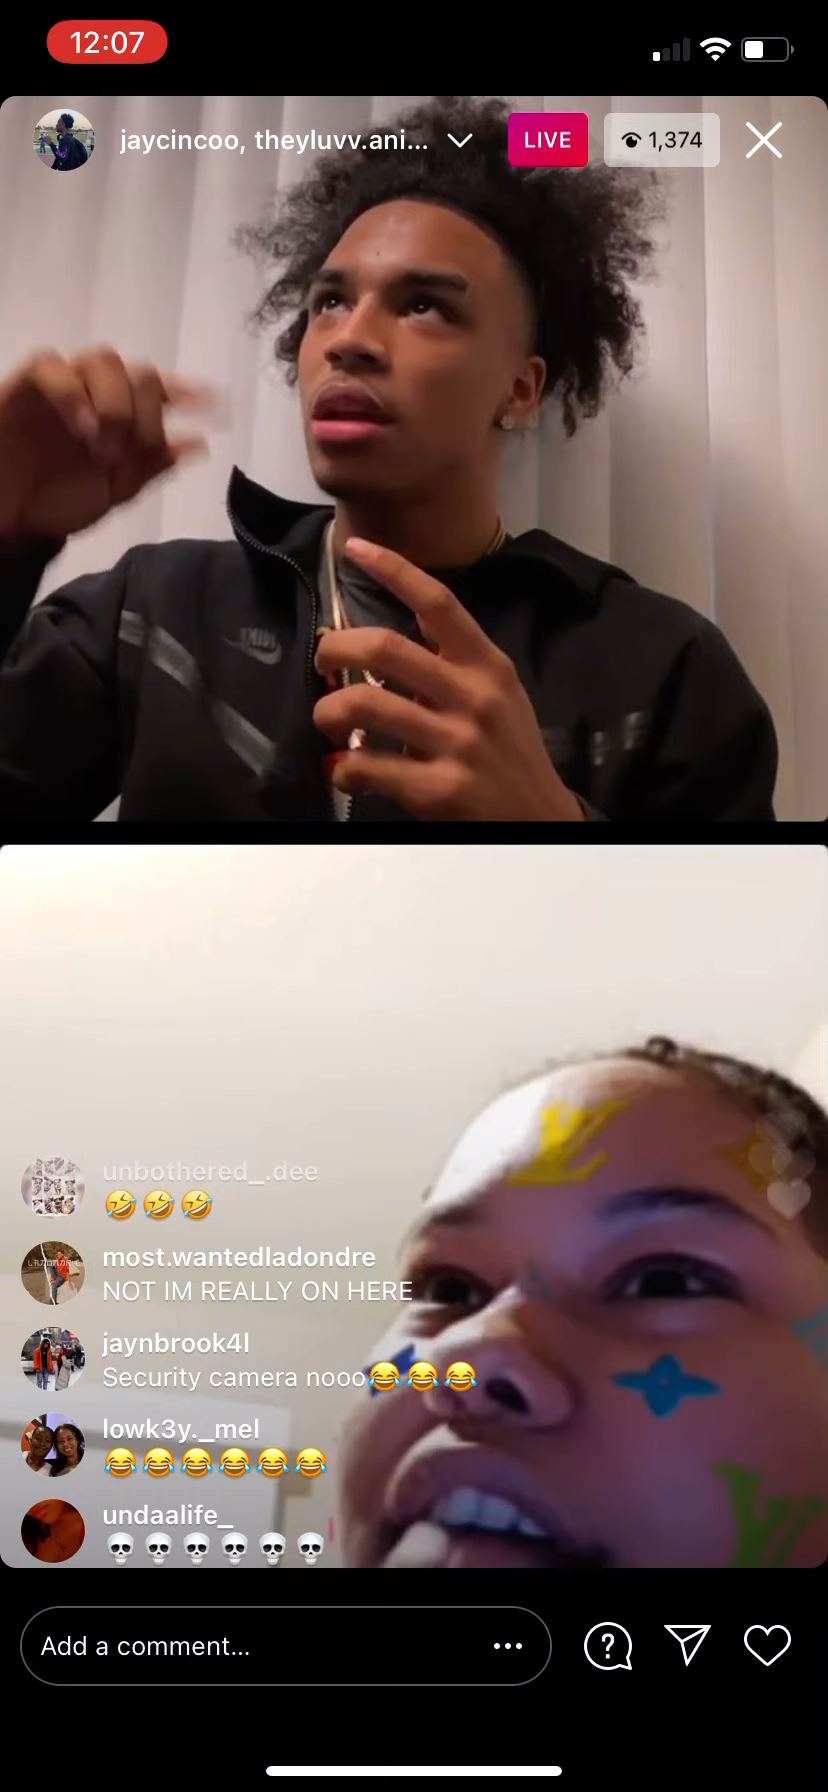 12:07
jaycincoo, theyluvv.ani...
LIVE
1,374
unbothered_.dee
🤣🤣🤣
most.wantedladondre
NOT IM REALLY ON HERE
jaynbrook4l
Security camera nooo😂😂😂
lowk3y._mel
😂😂😂😂😂😂
undaalife_
💀💀💀💀💀💀
Add a comment...